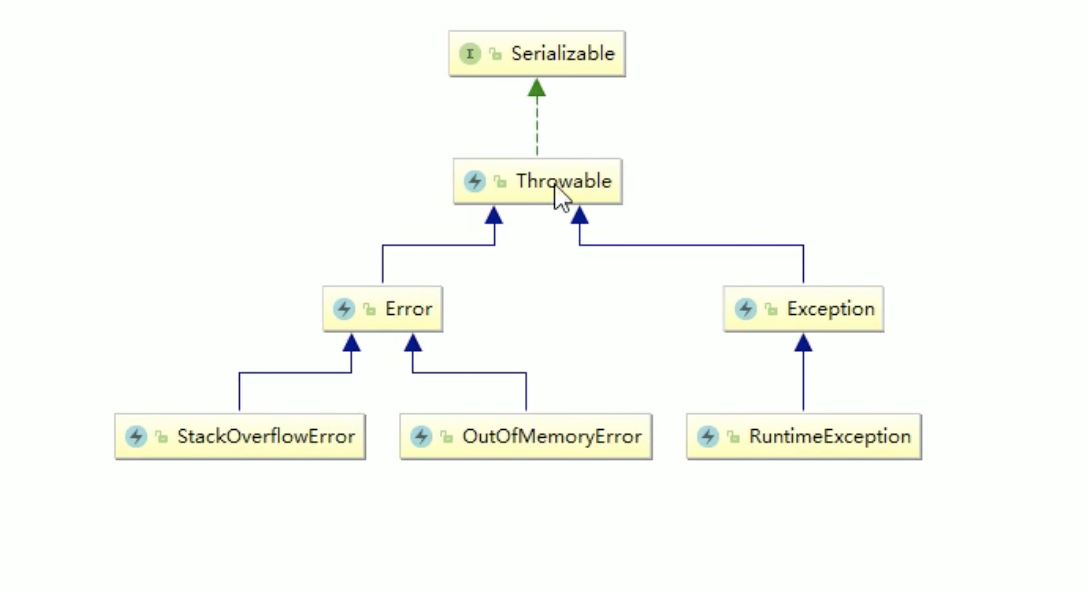 Serializable
Throwable
Error
Exception
StackOverflowError
OutOfMemoryError
RuntimeException